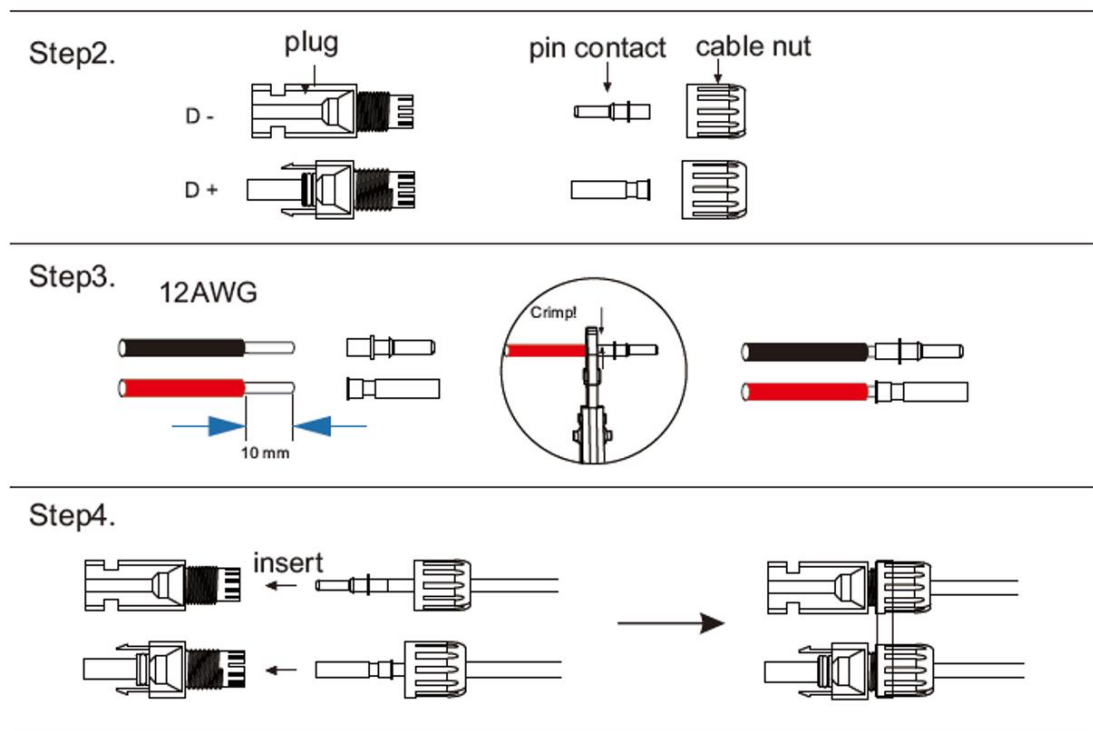 Step2.
plug
pin contact
cable nut
D -
D +
Step3.
12AWG
Crimp!
10 mm
Step4.
insert